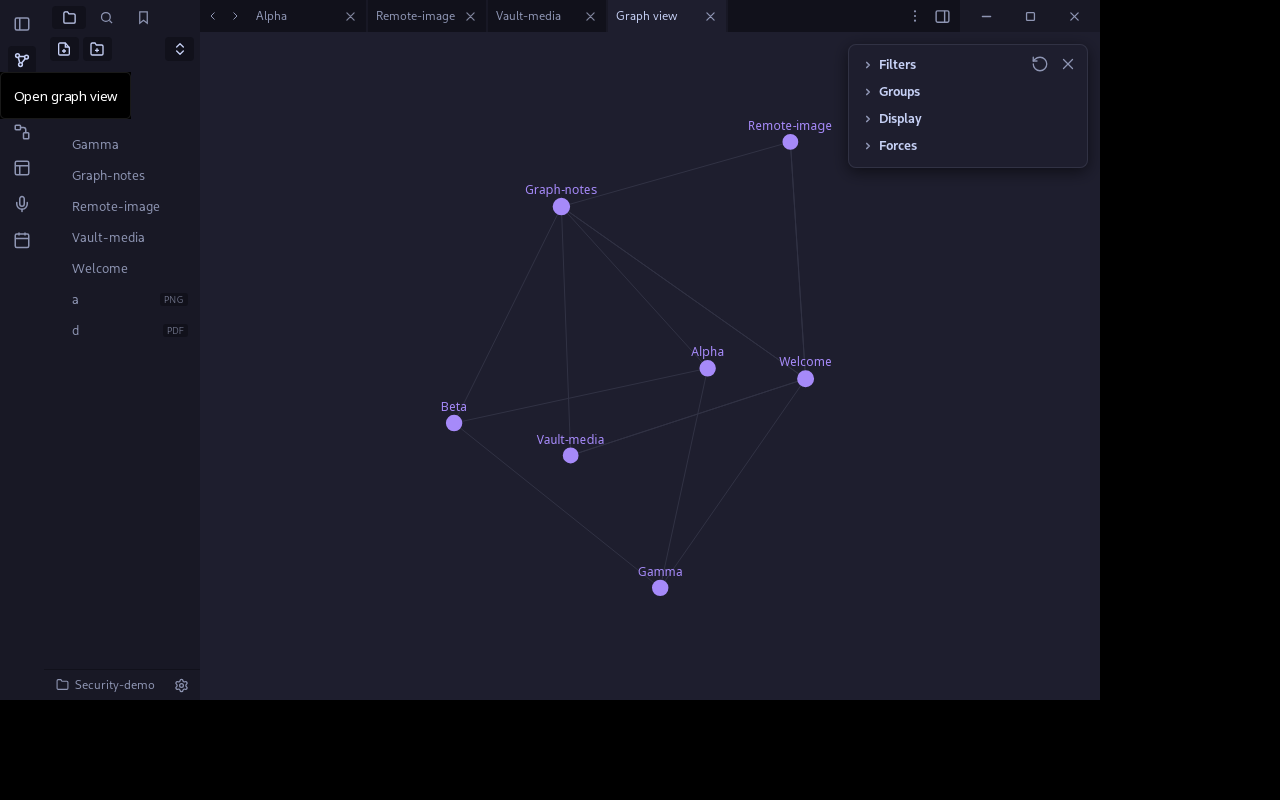 Alpha
Remote-image
Vault-media
Graph view
Open graph view
Gamma
Graph-notes
Remote-image
Vault-media
Welcome
a PNG
d PDF
Security-demo
Filters
Groups
Display
Forces
Remote-image
Graph-notes
Alpha
Welcome
Beta
Vault-media
Gamma